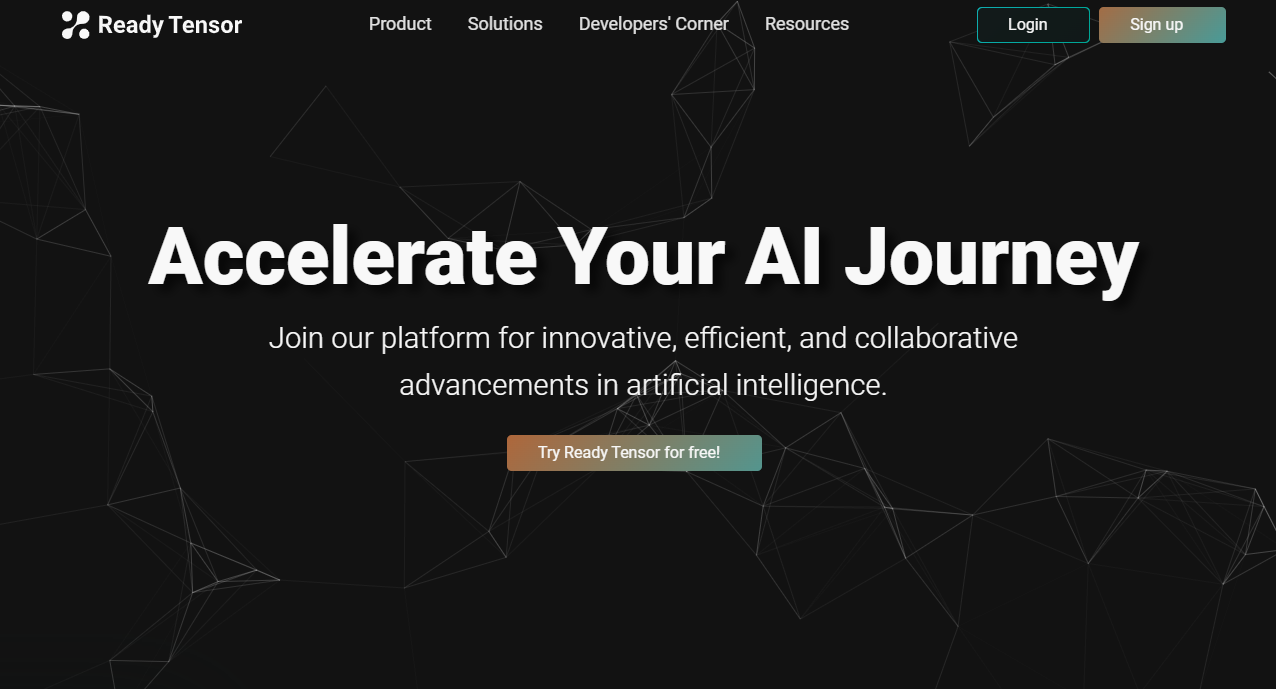 Ready Tensor
Product Solutions Developers' Corner Resources
Login Sign up
Accelerate Your AI Journey
Join our platform for innovative, efficient, and collaborative
advancements in artificial intelligence.
Try Ready Tensor for free!